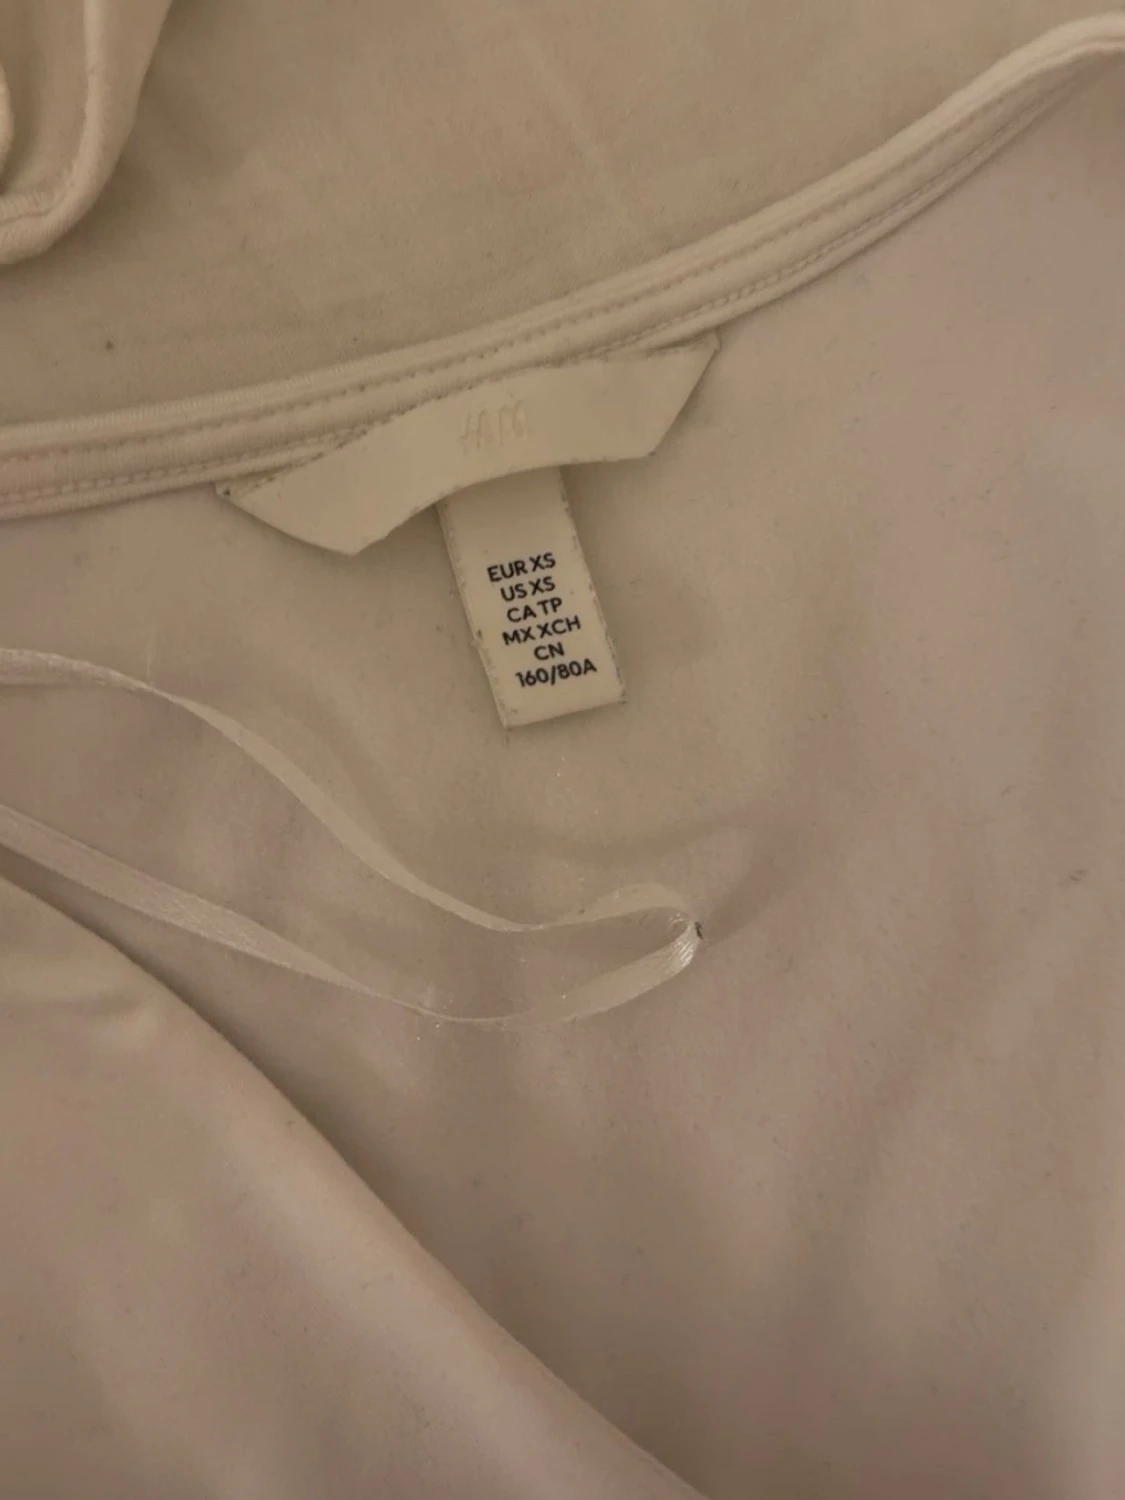 H&M
EUR XS
US XS
CA TP
MX XCH
CN
160/80A